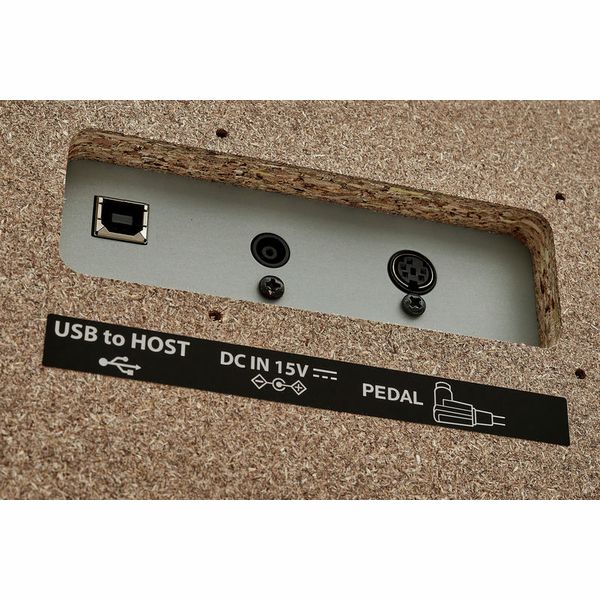 USB to HOST
DC IN 15V
PEDAL